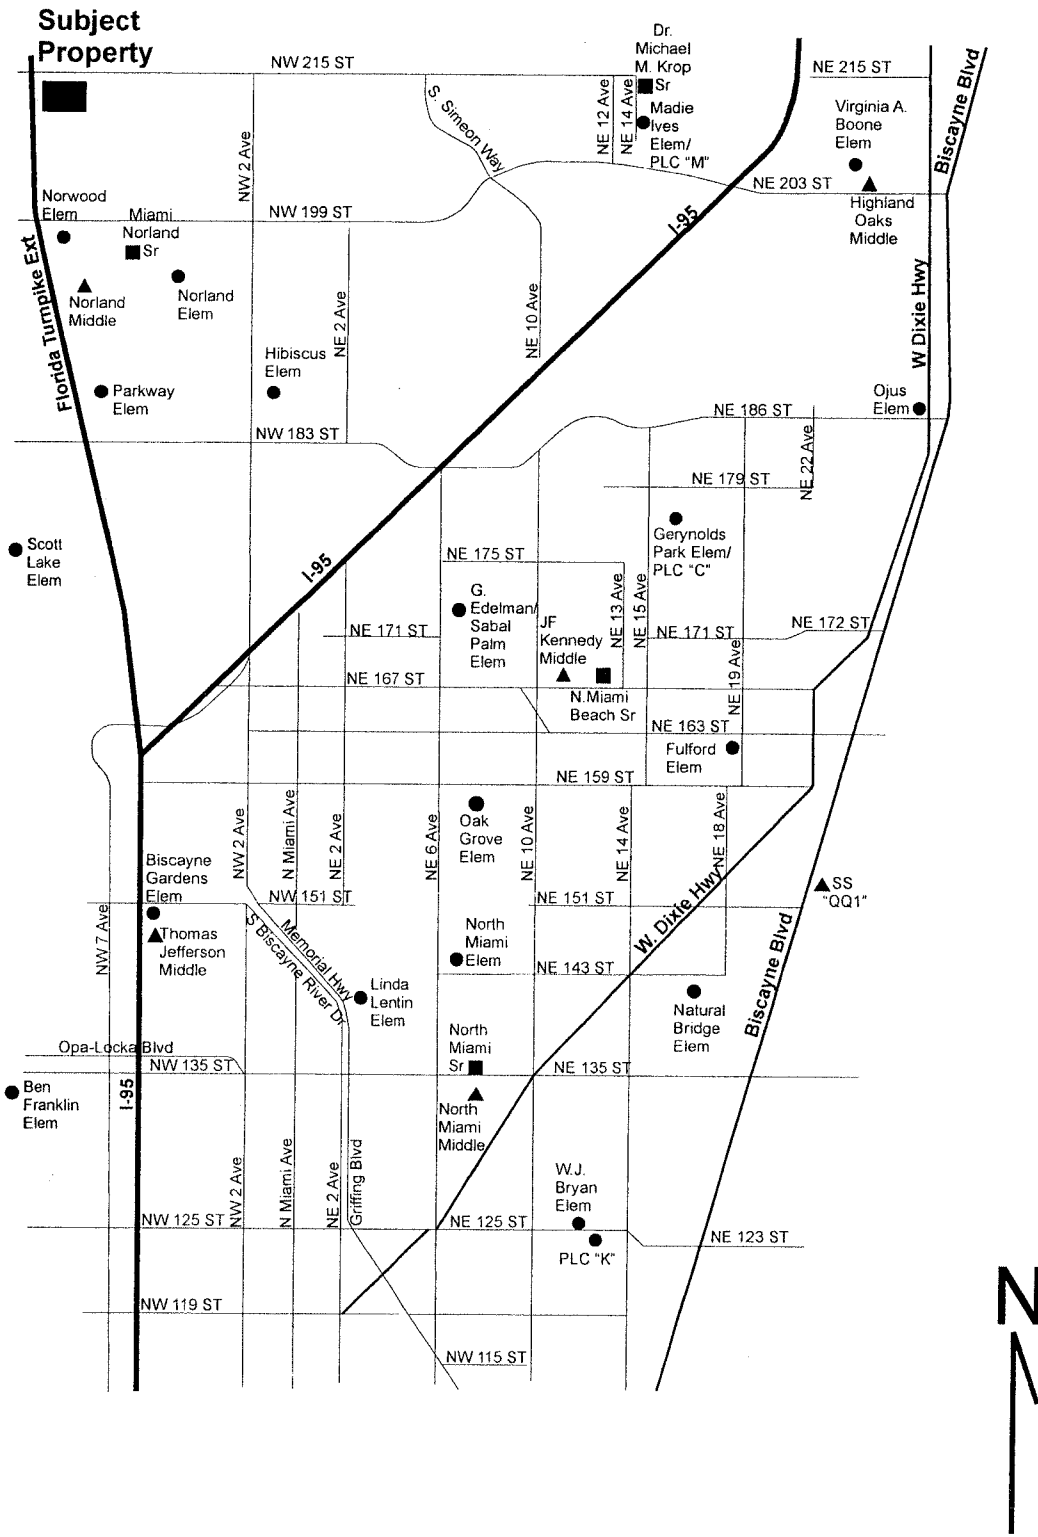 Subject
Property
NW 215 ST
Dr.
Michael
M. Krop
Sr
NE 215 ST
Biscayne Blvd
NE 12 Ave
NE 14 Ave
Madie
Ives
Elem/
PLC "M"
S. Simeon Way
Virginia A.
Boone
Elem
NW 2 Ave
NE 203 ST
Highland
Oaks
Middle
Norwood
Elem
Miami
Norland
Sr
NW 199 ST
I-95
Florida Turnpike Ext
Norland
Middle
Norland
Elem
NE 2 Ave
NE 10 Ave
W Dixie Hwy
Hibiscus
Elem
Parkway
Elem
Ojus
Elem
NE 186 ST
NW 183 ST
NE 22 Ave
NE 179 ST
Scott
Lake
Elem
I-95
NE 175 ST
Gerynolds
Park Elem/
PLC "C"
G.
Edelman/
Sabal
Palm
Elem
NE 13 Ave
NE 15 Ave
JF
Kennedy
Middle
NE 171 ST
NE 171 ST
NE 172 ST
NE 19 Ave
NE 167 ST
N.Miami
Beach Sr
NE 163 ST
Fulford
Elem
NE 159 ST
NW 2 Ave
N Miami Ave
NE 2 Ave
NE 6 Ave
Oak
Grove
Elem
NE 10 Ave
NE 14 Ave
NE 18 Ave
Biscayne
Gardens
Elem
NW 151 ST
NE 151 ST
SS
"QQ1"
NW 7 Ave
Thomas
Jefferson
Middle
Memorial Hwy
S Biscayne River Dr
North
Miami
Elem
W. Dixie Hwy
NE 143 ST
Biscayne Blvd
Linda
Lentin
Elem
Natural
Bridge
Elem
North
Miami
Sr
Opa-Locka Blvd
NW 135 ST
NE 135 ST
Ben
Franklin
Elem
I-95
North
Miami
Middle
NW 2 Ave
N Miami Ave
NE 2 Ave
Griffing Blvd
W.J.
Bryan
Elem
NW 125 ST
NE 125 ST
NE 123 ST
PLC "K"
NW 119 ST
NW 115 ST
N